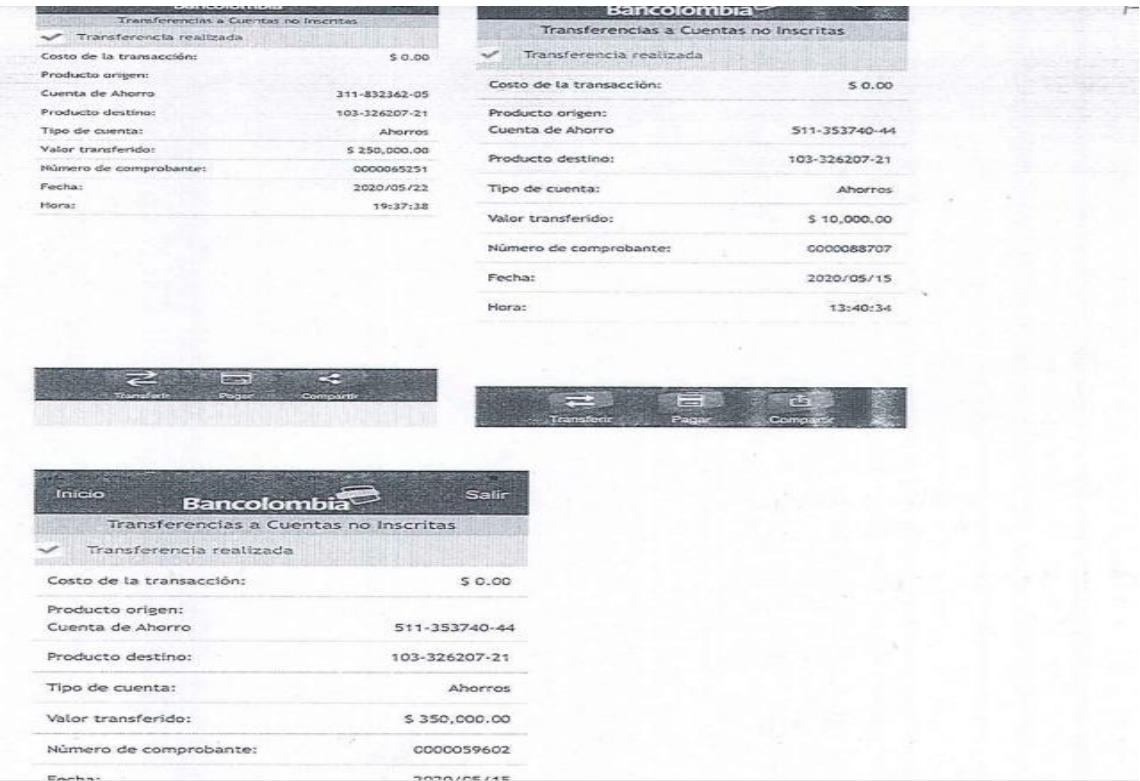 Bancolombia
Transferencias a Cuentas no Inscritas
Transferencia realizada
Costo de la transacción: $ 0.00
Producto origen:
Cuenta de Ahorro 311-832362-05
Producto destino: 103-326207-21
Tipo de cuenta: Ahorros
Valor transferido: $ 250,000.00
Número de comprobante: 0000065251
Fecha: 2020/05/22
Hora: 19:37:38
Transferir Pagar Compartir
Bancolombia
Transferencias a Cuentas no Inscritas
Transferencia realizada
Costo de la transacción: $ 0.00
Producto origen:
Cuenta de Ahorro 511-353740-44
Producto destino: 103-326207-21
Tipo de cuenta: Ahorros
Valor transferido: $ 10,000.00
Número de comprobante: 0000088707
Fecha: 2020/05/15
Hora: 13:40:34
Transferir Pagar Compartir
Inicio Bancolombia Salir
Transferencias a Cuentas no Inscritas
Transferencia realizada
Costo de la transacción: $ 0.00
Producto origen:
Cuenta de Ahorro 511-353740-44
Producto destino: 103-326207-21
Tipo de cuenta: Ahorros
Valor transferido: $ 350,000.00
Número de comprobante: 0000059602
Fecha: 2020/05/15